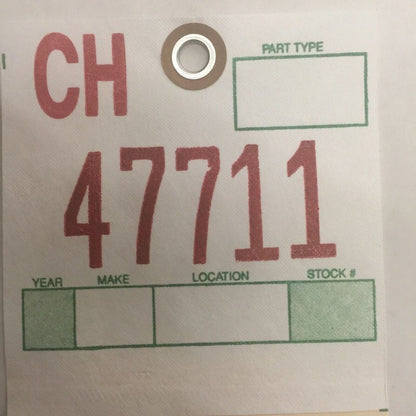 CH
PART TYPE
47711
YEAR MAKE LOCATION STOCK #